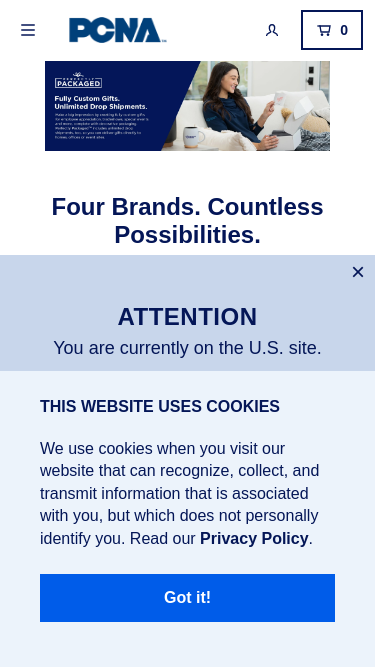 PCNA
0
PACKAGED
Fully Custom Gifts.
Unlimited Drop Shipments.
Four Brands. Countless
Possibilities.
×
ATTENTION
You are currently on the U.S. site.
THIS WEBSITE USES COOKIES
We use cookies when you visit our
website that can recognize, collect, and
transmit information that is associated
with you, but which does not personally
identify you. Read our Privacy Policy.
Got it!